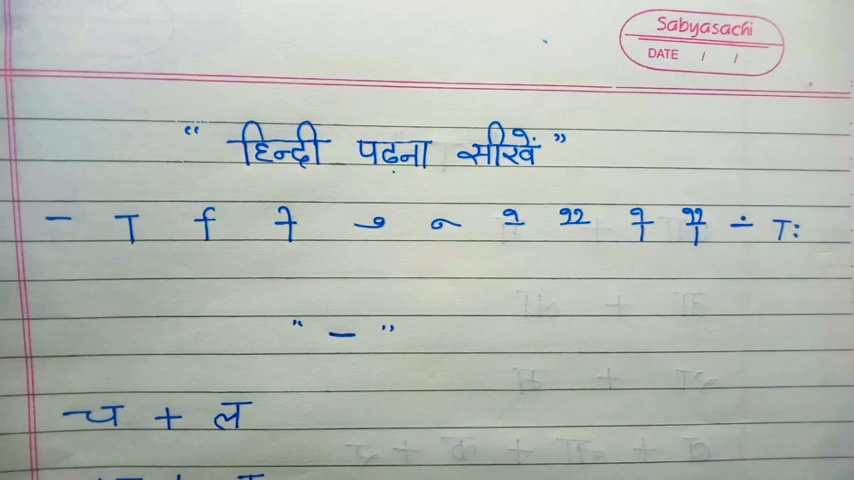 Sabyasachi
DATE / /
“ हिन्दी पढ़ना सीखें ”
– ा ि ी ु ू े ै ो ौ ं ाः
“ – ”
च + ल